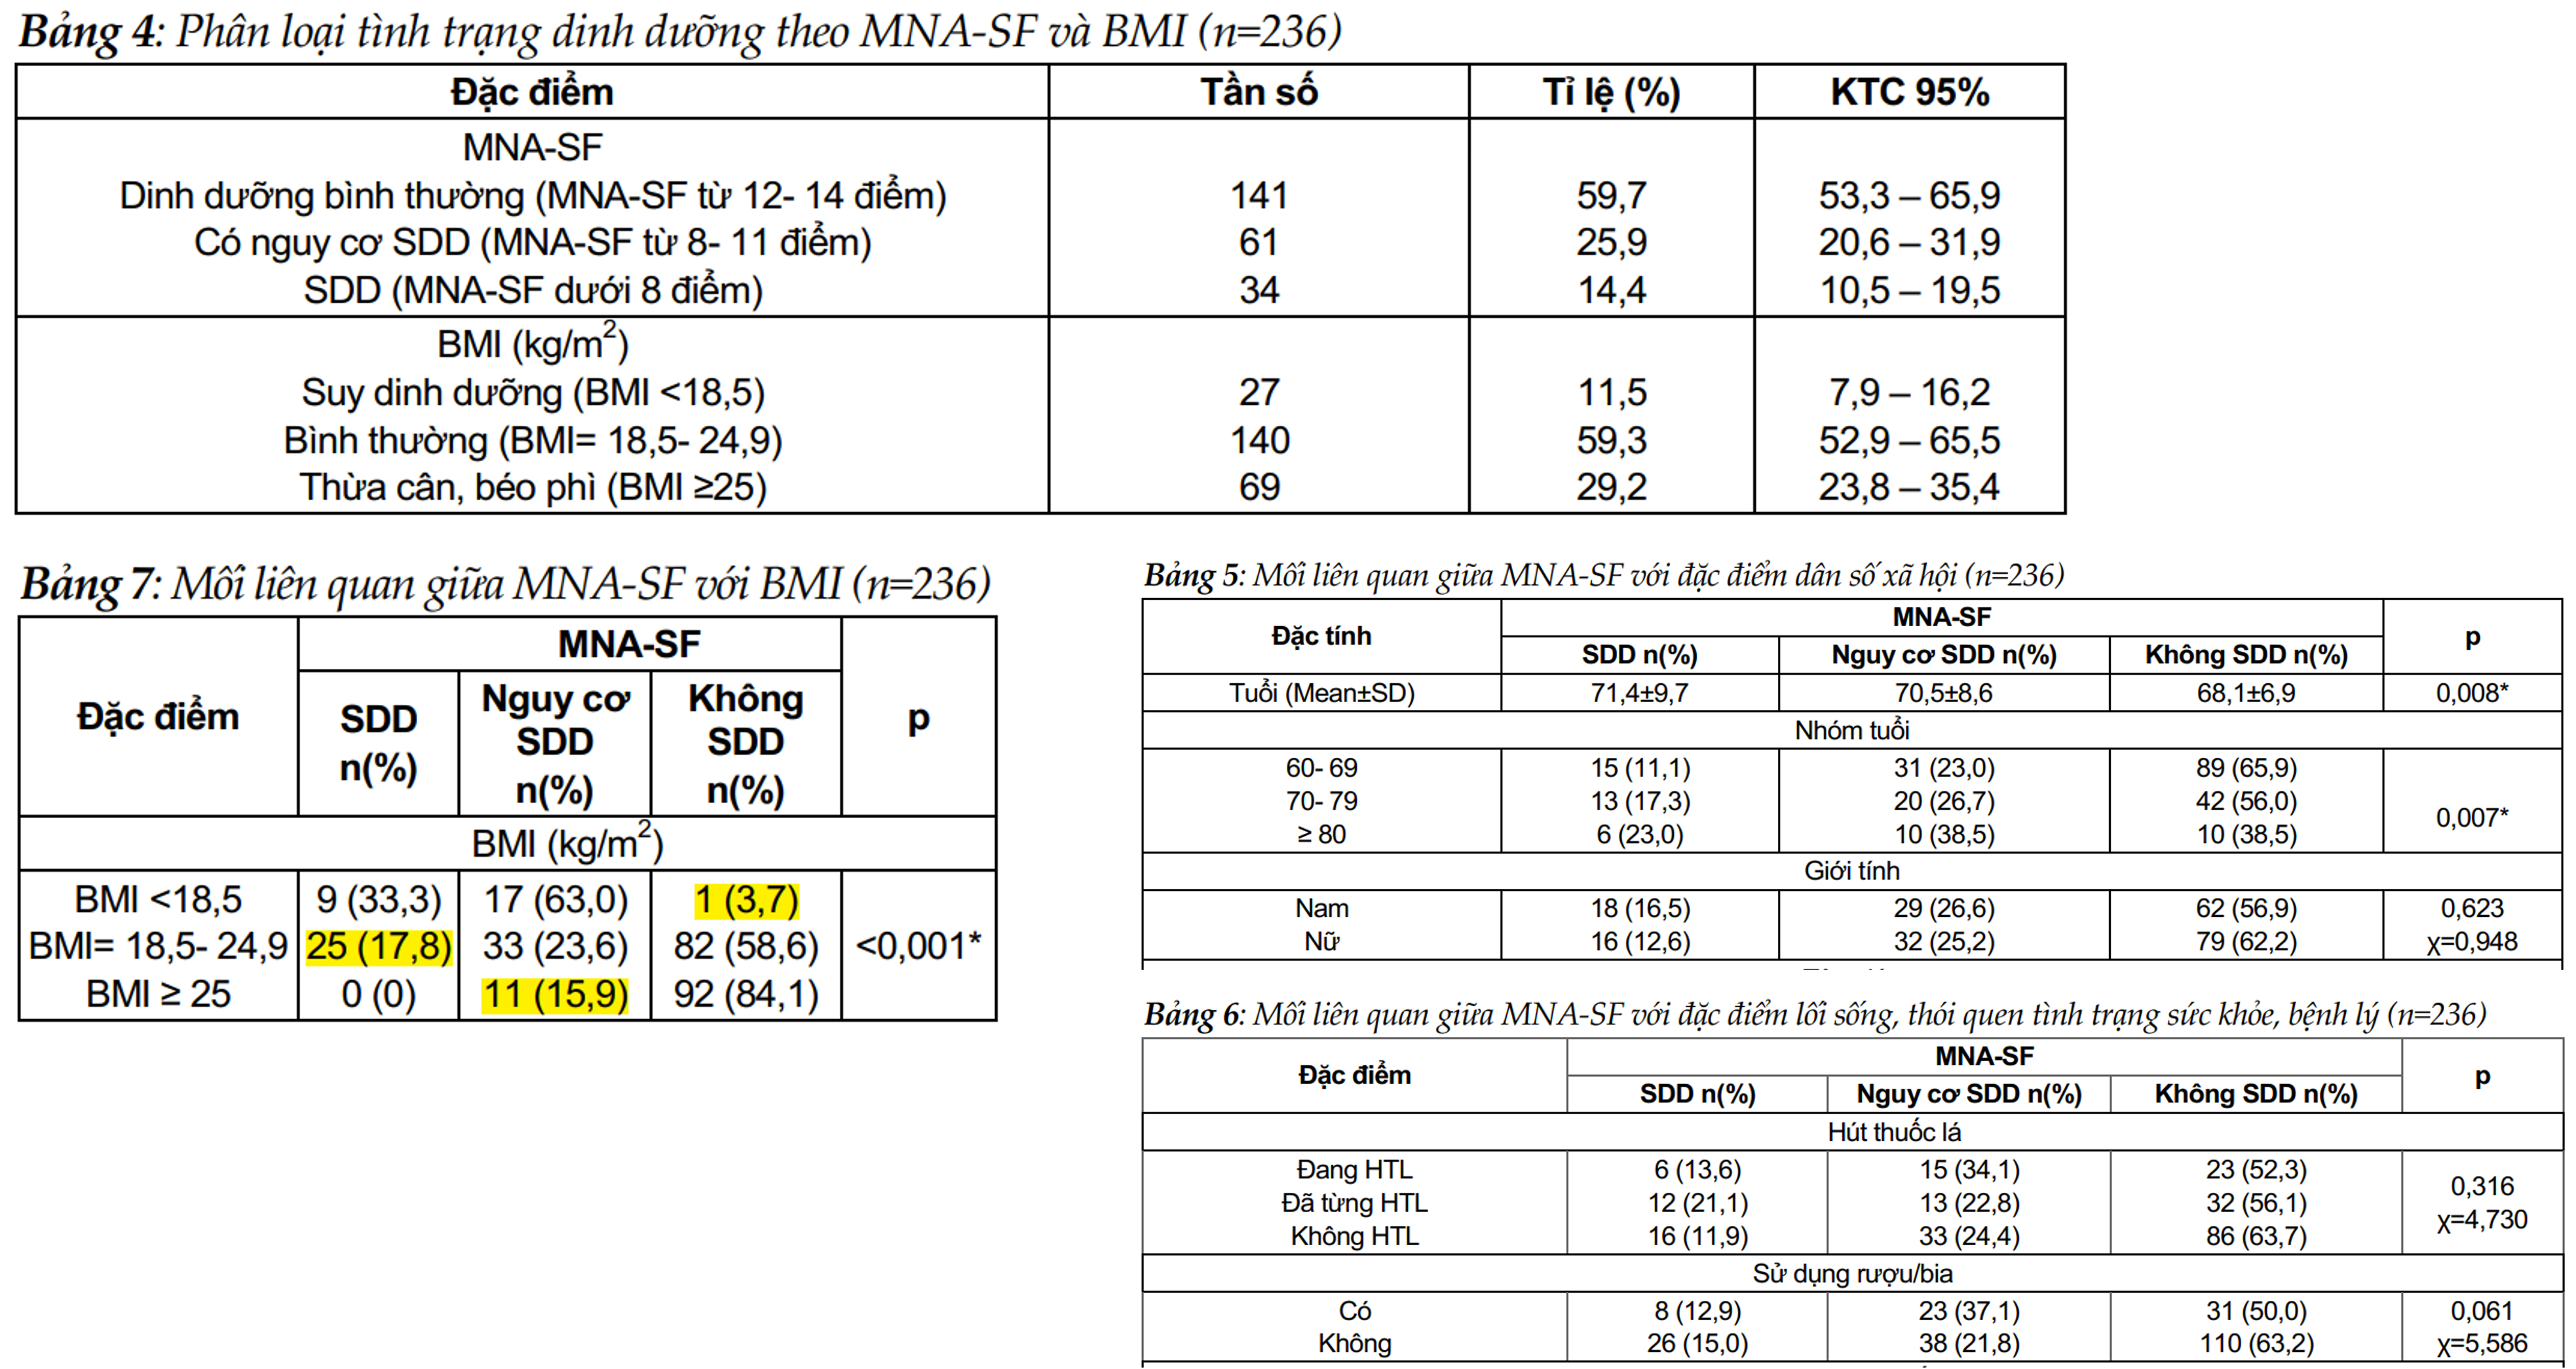 Bảng 4: Phân loại tình trạng dinh dưỡng theo MNA-SF và BMI (n=236)
Đặc điểm Tần số Tỉ lệ (%) KTC 95%
MNA-SF
Dinh dưỡng bình thường (MNA-SF từ 12- 14 điểm) 141 59,7 53,3 – 65,9
Có nguy cơ SDD (MNA-SF từ 8- 11 điểm) 61 25,9 20,6 – 31,9
SDD (MNA-SF dưới 8 điểm) 34 14,4 10,5 – 19,5
BMI (kg/m²)
Suy dinh dưỡng (BMI <18,5) 27 11,5 7,9 – 16,2
Bình thường (BMI= 18,5- 24,9) 140 59,3 52,9 – 65,5
Thừa cân, béo phì (BMI ≥25) 69 29,2 23,8 – 35,4
Bảng 7: Mối liên quan giữa MNA-SF với BMI (n=236)
Đặc điểm MNA-SF p
SDD n(%) Nguy cơ SDD n(%) Không SDD n(%)
BMI (kg/m²)
BMI <18,5 9 (33,3) 17 (63,0) 1 (3,7)
BMI= 18,5- 24,9 25 (17,8) 33 (23,6) 82 (58,6) <0,001*
BMI ≥ 25 0 (0) 11 (15,9) 92 (84,1)
Bảng 5: Mối liên quan giữa MNA-SF với đặc điểm dân số xã hội (n=236)
Đặc tính MNA-SF p
SDD n(%) Nguy cơ SDD n(%) Không SDD n(%)
Tuổi (Mean±SD) 71,4±9,7 70,5±8,6 68,1±6,9 0,008*
Nhóm tuổi
60- 69 15 (11,1) 31 (23,0) 89 (65,9)
70- 79 13 (17,3) 20 (26,7) 42 (56,0) 0,007*
≥ 80 6 (23,0) 10 (38,5) 10 (38,5)
Giới tính
Nam 18 (16,5) 29 (26,6) 62 (56,9) 0,623
Nữ 16 (12,6) 32 (25,2) 79 (62,2) χ=0,948
Bảng 6: Mối liên quan giữa MNA-SF với đặc điểm lối sống, thói quen tình trạng sức khỏe, bệnh lý (n=236)
Đặc điểm MNA-SF p
SDD n(%) Nguy cơ SDD n(%) Không SDD n(%)
Hút thuốc lá
Đang HTL 6 (13,6) 15 (34,1) 23 (52,3) 0,316
Đã từng HTL 12 (21,1) 13 (22,8) 32 (56,1) χ=4,730
Không HTL 16 (11,9) 33 (24,4) 86 (63,7)
Sử dụng rượu/bia
Có 8 (12,9) 23 (37,1) 31 (50,0) 0,061
Không 26 (15,0) 38 (21,8) 110 (63,2) χ=5,586